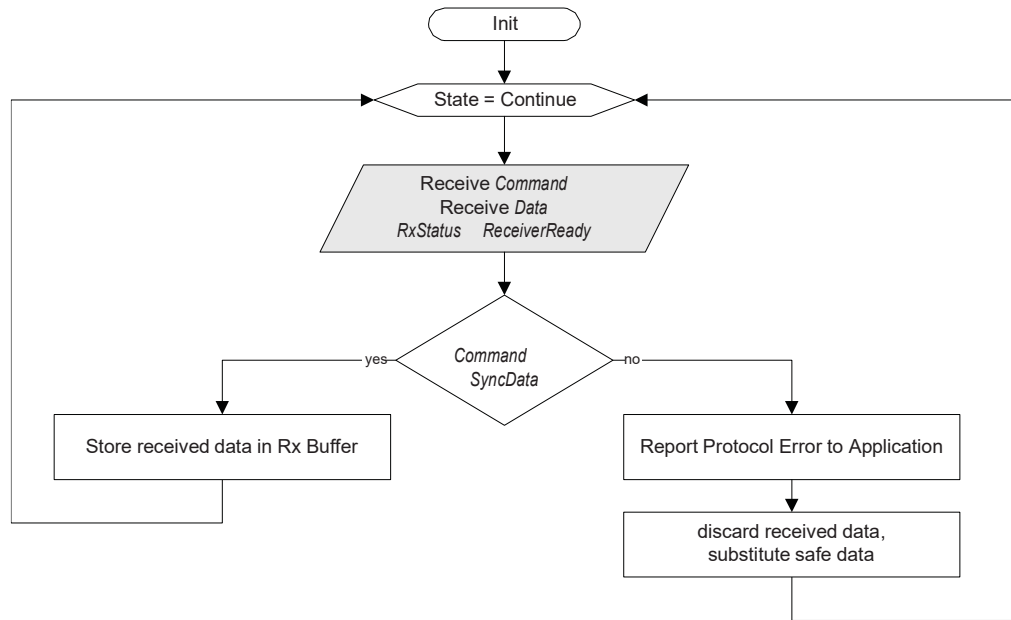 Init
State = Continue
Receive Command
Receive Data
RxStatus ReceiverReady
Command
SyncData
yes
no
Store received data in Rx Buffer
Report Protocol Error to Application
discard received data,
substitute safe data